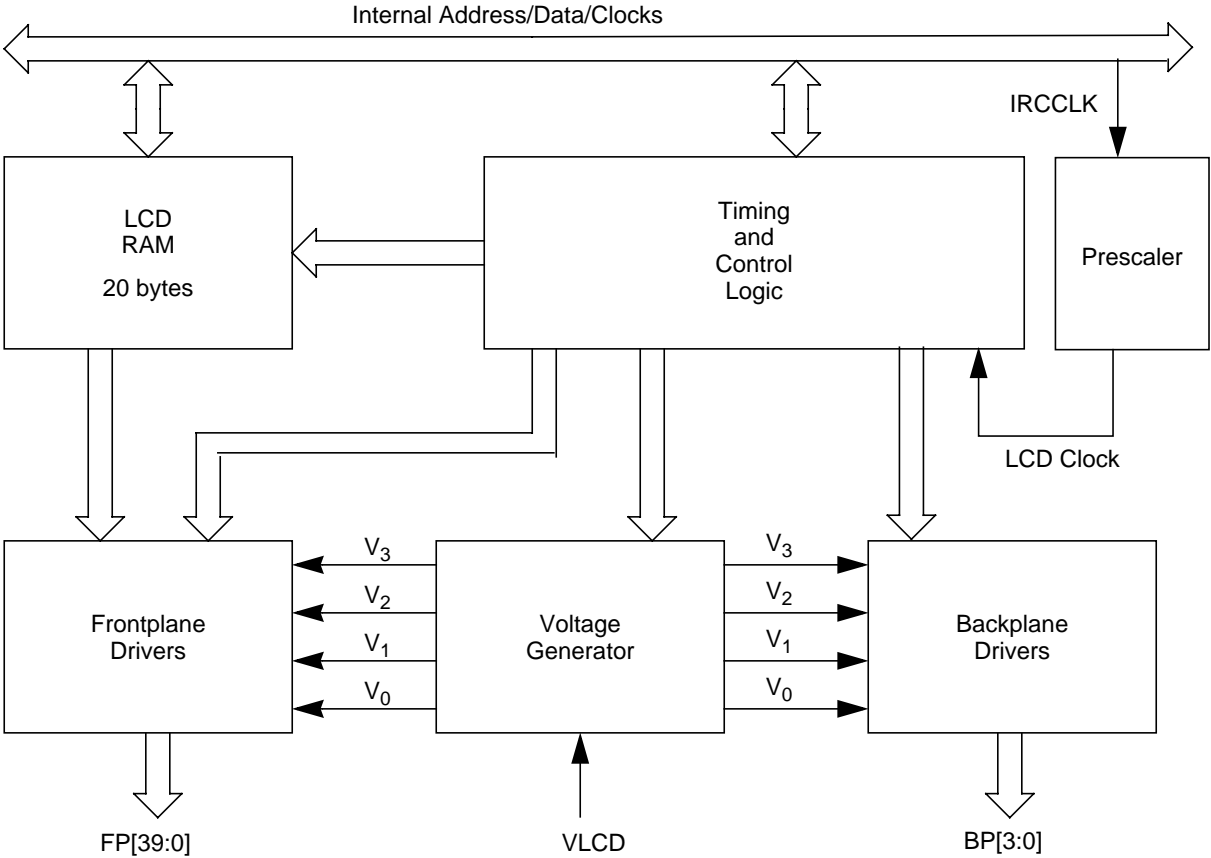 Internal Address/Data/Clocks
IRCCLK
LCD
RAM
20 bytes
Timing
and
Control
Logic
Prescaler
LCD Clock
V3
V2
V1
V0
V3
V2
V1
V0
Frontplane
Drivers
Voltage
Generator
Backplane
Drivers
FP[39:0]
VLCD
BP[3:0]